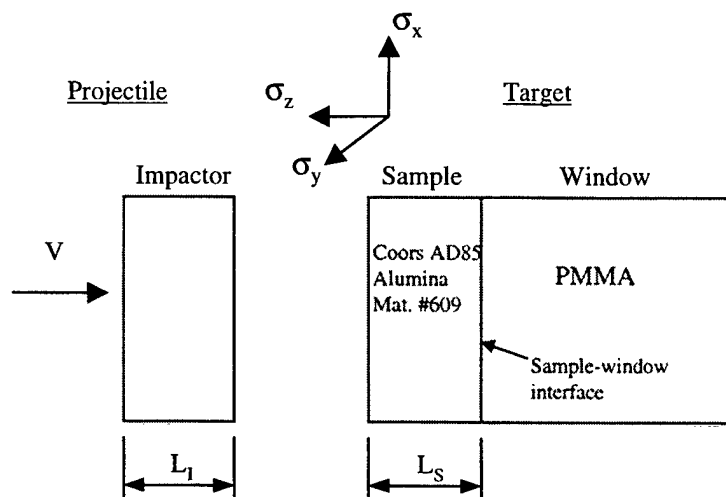 σx
Projectile
σz
Target
σy
Impactor
Sample
Window
V
Coors AD85
Alumina
Mat. #609
PMMA
Sample-window
interface
LI
LS